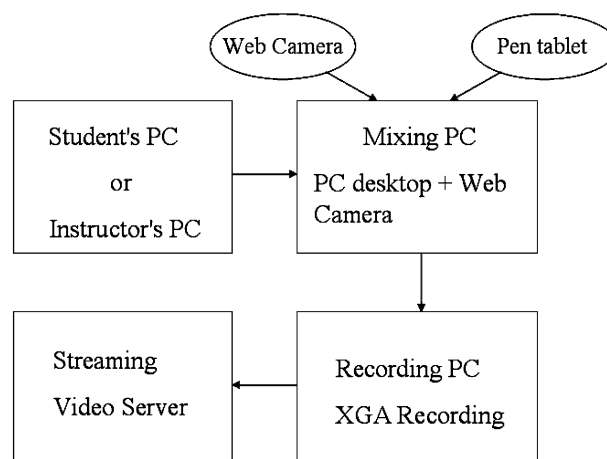 Web Camera
Pen tablet
Student's PC
or
Instructor's PC
Mixing PC
PC desktop + Web
Camera
Streaming
Video Server
Recording PC
XGA Recording